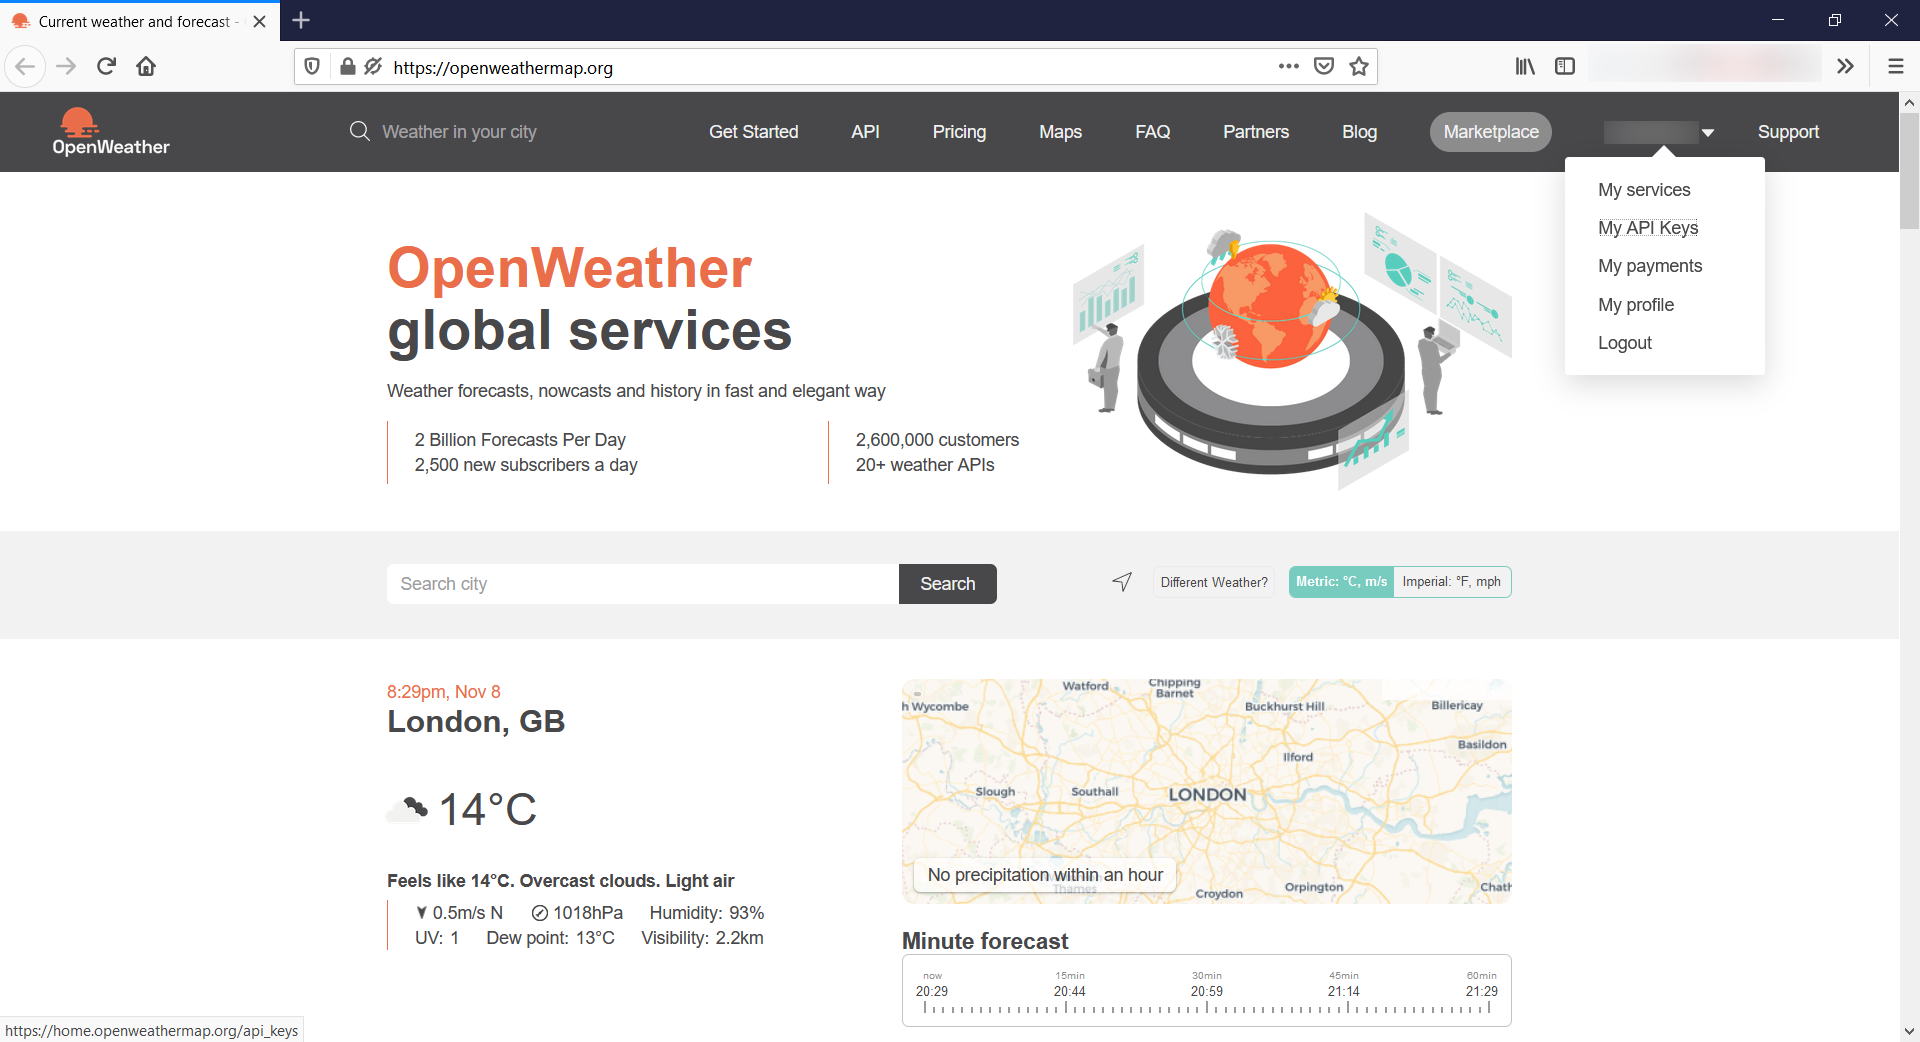 Current weather and forecast -
https://openweathermap.org
OpenWeather
Weather in your city
Get Started
API
Pricing
Maps
FAQ
Partners
Blog
Marketplace
Support
My services
My API Keys
My payments
My profile
Logout
OpenWeather
global services
Weather forecasts, nowcasts and history in fast and elegant way
2 Billion Forecasts Per Day
2,500 new subscribers a day
2,600,000 customers
20+ weather APIs
Search city
Search
Different Weather?
Metric: °C, m/s
Imperial: °F, mph
8:29pm, Nov 8
London, GB
14°C
Feels like 14°C. Overcast clouds. Light air
0.5m/s N 1018hPa Humidity: 93%
UV: 1 Dew point: 13°C Visibility: 2.2km
Watford
Chipping
Barnet
h Wycombe
Buckhurst Hill
Billericay
Basildon
Ilford
Slough
Southall
LONDON
No precipitation within an hour
Thames
Croydon
Orpington
Chath
Minute forecast
now 15min 30min 45min 60min
20:29 20:44 20:59 21:14 21:29
https://home.openweathermap.org/api_keys